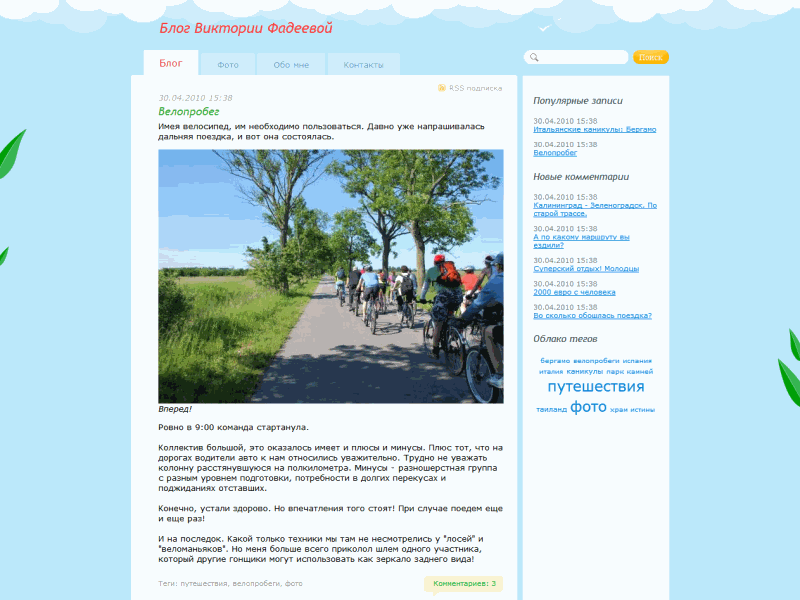 Блог Виктории Фадеевой
Блог
Фото
Обо мне
Контакты
Поиск
RSS подписка
30.04.2010 15:38
Велопробег
Имея велосипед, им необходимо пользоваться. Давно уже напрашивалась
дальняя поездка, и вот она состоялась.
Вперед!
Ровно в 9:00 команда стартанула.
Коллектив большой, это оказалось имеет и плюсы и минусы. Плюс тот, что на
дорогах водители авто к нам относились уважительно. Трудно не уважать
колонну расстянувшуюся на полкилометра. Минусы - разношерстная группа
с разным уровнем подготовки, потребности в долгих перекусах и
поджиданиях отставших.
Конечно, устали здорово. Но впечатления того стоят! При случае поедем еще
и еще раз!
И на последок. Какой только техники мы там не несмотрелись у "лосей" и
"веломаньяков". Но меня больше всего приколол шлем одного участника,
который другие гонщики могут использовать как зеркало заднего вида!
Теги: путешествия, велопробеги, фото
Комментариев: 3
Популярные записи
30.04.2010 15:38
Итальянские каникулы: Бергамо
30.04.2010 15:38
Велопробег
Новые комментарии
30.04.2010 15:38
Калининград - Зеленоградск. По
старой трассе.
30.04.2010 15:38
А по какому маршруту вы
ездили?
30.04.2010 15:38
Суперский отдых! Молодцы
30.04.2010 15:38
2000 евро с человека
30.04.2010 15:38
Во сколько обошлась поездка?
Облако тегов
бергамо велопробеги испания
италия каникулы парк камней
путешествия
таиланд фото храм истины